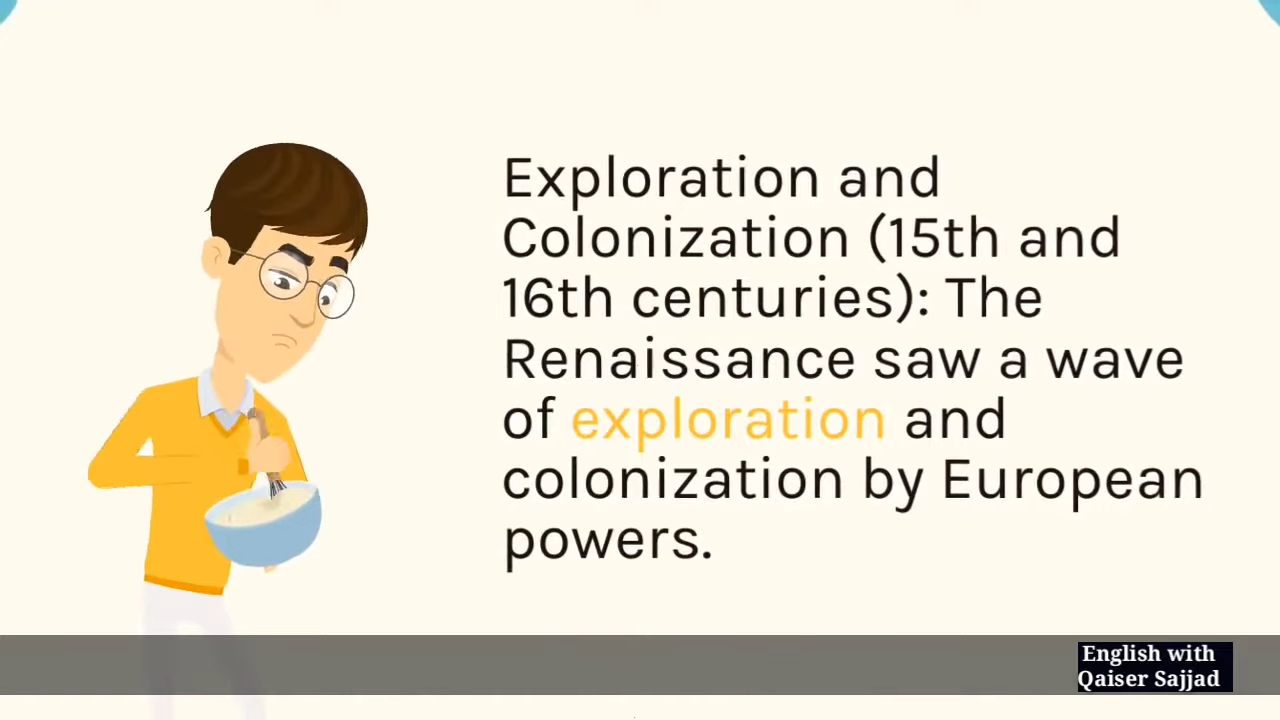 Exploration and
Colonization (15th and
16th centuries): The
Renaissance saw a wave
of exploration and
colonization by European
powers.
English with
Qaiser Sajjad